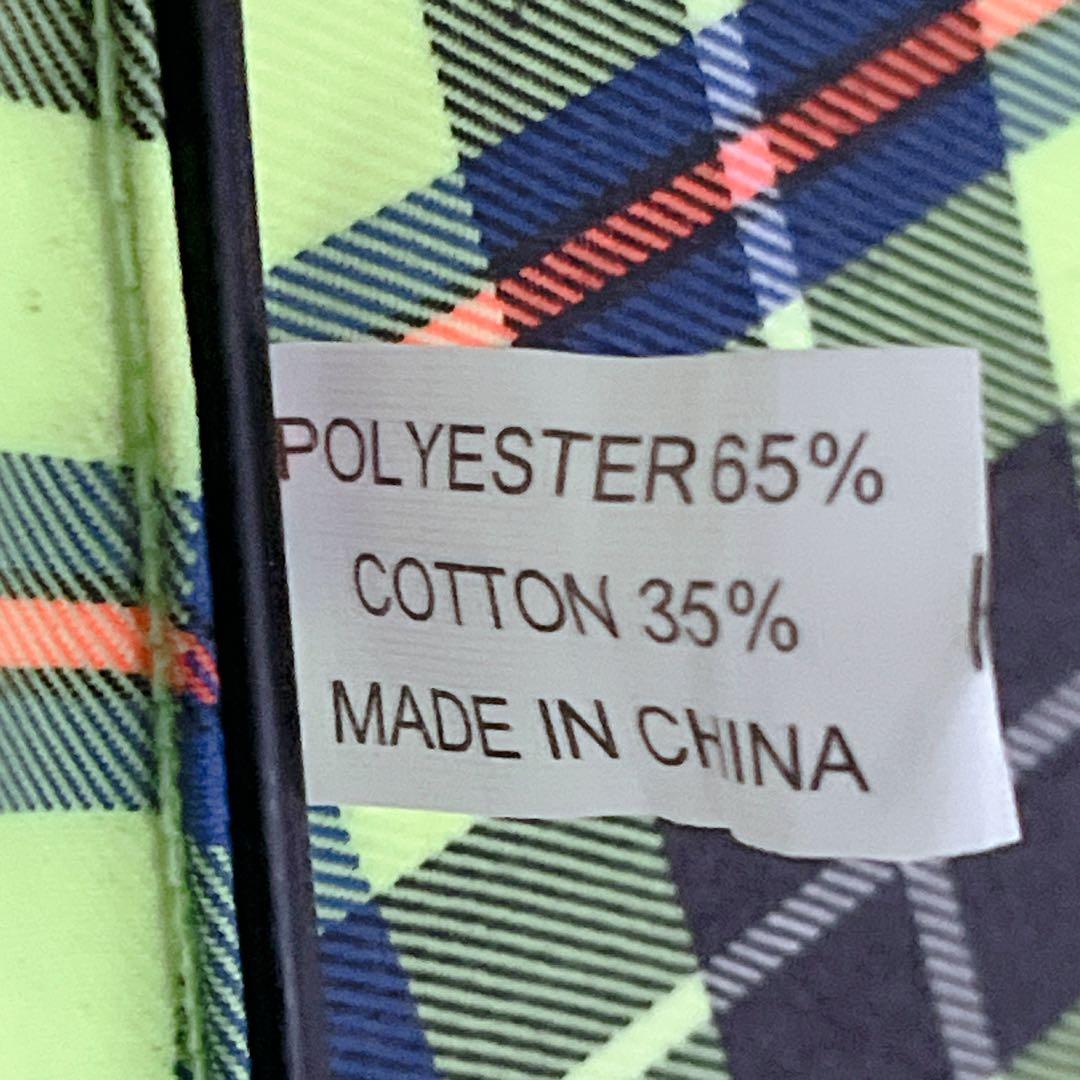 POLYESTER 65%
COTTON 35%
MADE IN CHINA